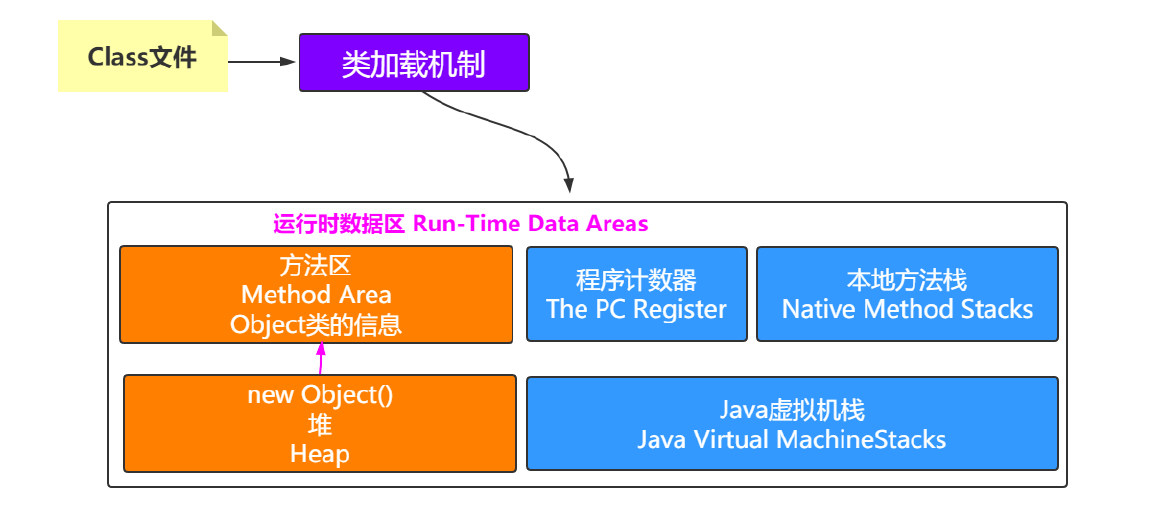 Class文件
类加载机制
运行时数据区 Run-Time Data Areas
方法区
Method Area
Object类的信息
程序计数器
The PC Register
本地方法栈
Native Method Stacks
new Object()
堆
Heap
Java虚拟机栈
Java Virtual MachineStacks